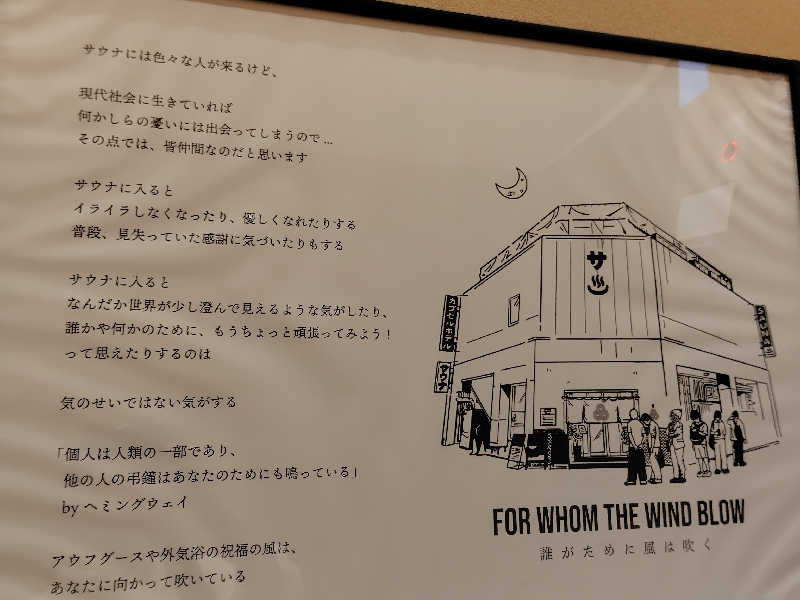 サウナには色々な人が来るけど、
現代社会に生きていれば
何かしらの憂いには出会ってしまうので…
その点では、皆仲間なのだと思います
サウナに入ると
イライラしなくなったり、優しくなれたりする
普段、見失っていた感謝に気づいたりもする
サウナに入ると
なんだか世界が少し澄んで見えるような気がしたり、
誰かや何かのために、もうちょっと頑張ってみよう!
って思えたりするのは
気のせいではない気がする
「個人は人類の一部であり、
他の人の弔鐘はあなたのためにも鳴っている」
by ヘミングウェイ
アウフグースや外気浴の祝福の風は、
あなたに向かって吹いている
サ
カプセルホテル
サウナ
SAUNAS
FOR WHOM THE WIND BLOW
誰がために風は吹く